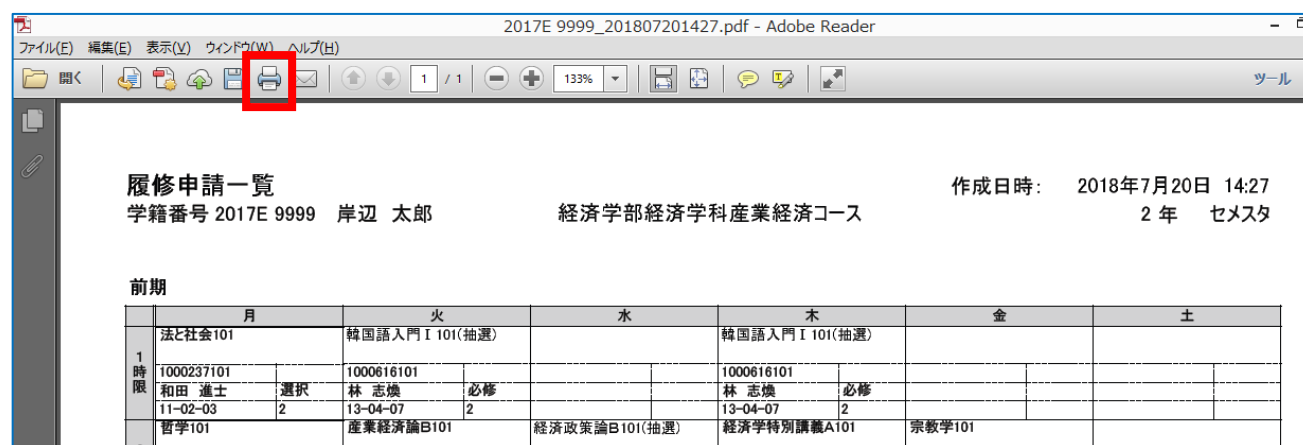 2017E 9999_201807201427.pdf - Adobe Reader
ファイル(F) 編集(E) 表示(V) ウィンドウ(W) ヘルプ(H)
開く 1 / 1 133% ツール
履修申請一覧 作成日時: 2018年7月20日 14:27
学籍番号 2017E 9999 岸辺 太郎 経済学部経済学科産業経済コース 2 年 セメスタ
前期
月 火 水 木 金 土
法と社会101 韓国語入門Ⅰ101(抽選) 韓国語入門Ⅰ101(抽選)
1時限
1000237101 1000616101 1000616101
和田 進士 選択 林 志煥 必修 林 志煥 必修
11-02-03 2 13-04-07 2 13-04-07 2
哲学101 産業経済論B101 経済政策論B101(抽選) 経済学特別講義A101 宗教学101